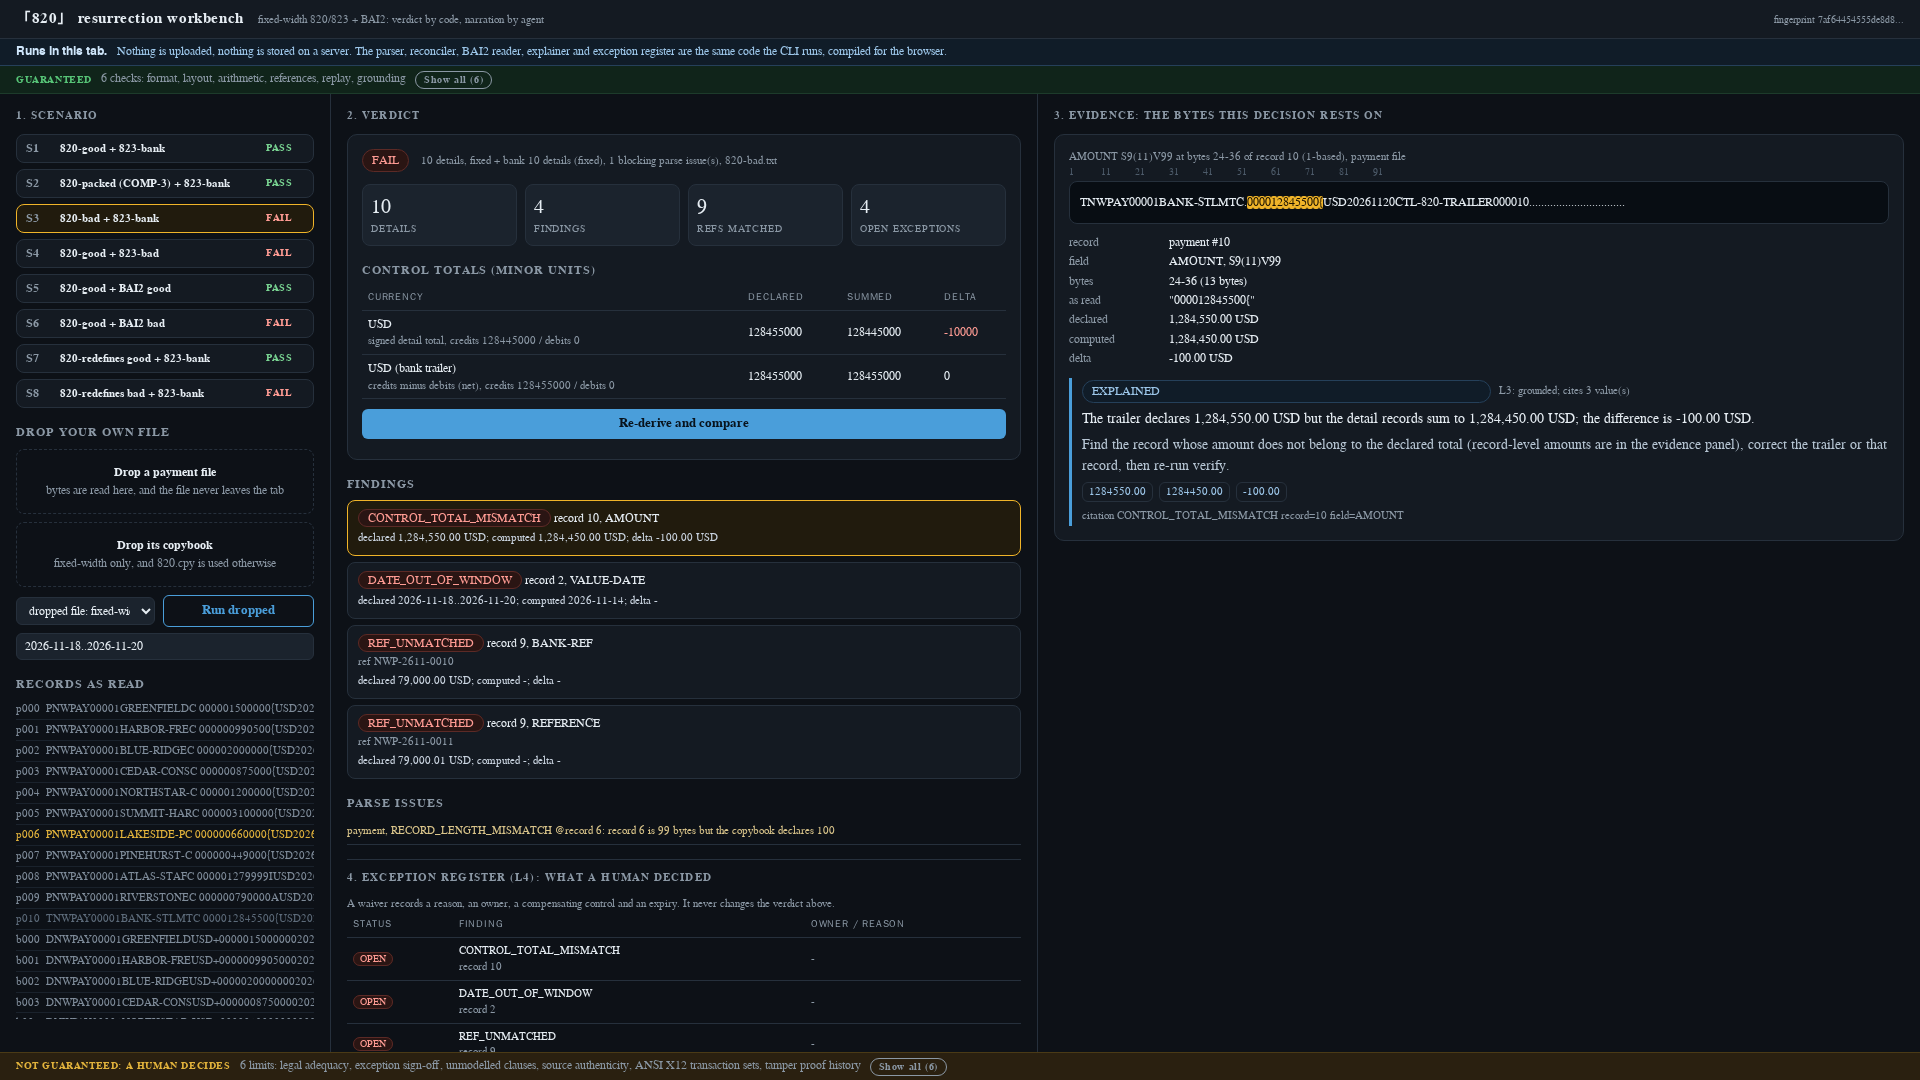 「820」 resurrection workbench fixed-width 820/823 + BAI2: verdict by code, narration by agent fingerprint 7af64454555de8d8...
Runs in this tab. Nothing is uploaded, nothing is stored on a server. The parser, reconciler, BAI2 reader, explainer and exception register are the same code the CLI runs, compiled for the browser.
GUARANTEED 6 checks: format, layout, arithmetic, references, replay, grounding Show all (6)
1. SCENARIO
S1 820-good + 823-bank PASS
S2 820-packed (COMP-3) + 823-bank PASS
S3 820-bad + 823-bank FAIL
S4 820-good + 823-bad FAIL
S5 820-good + BAI2 good PASS
S6 820-good + BAI2 bad FAIL
S7 820-redefines good + 823-bank PASS
S8 820-redefines bad + 823-bank FAIL
DROP YOUR OWN FILE
Drop a payment file
bytes are read here, and the file never leaves the tab
Drop its copybook
fixed-width only, and 820.cpy is used otherwise
dropped file: fixed-wi Run dropped
2026-11-18..2026-11-20
RECORDS AS READ
p000 PNWPAY00001GREENFIELDC 000001500000{USD202
p001 PNWPAY00001HARBOR-FREC 000000990500{USD202
p002 PNWPAY00001BLUE-RIDGEC 000002000000{USD202
p003 PNWPAY00001CEDAR-CONSC 000000875000{USD202
p004 PNWPAY00001NORTHSTAR-C 000001200000{USD202
p005 PNWPAY00001SUMMIT-HARC 000003100000{USD202
p006 PNWPAY00001LAKESIDE-PC 000000660000{USD2026
p007 PNWPAY00001PINEHURST-C 000000449000{USD2026
p008 PNWPAY00001ATLAS-STAFC 000001279999IUSD202
p009 PNWPAY00001RIVERSTONEC 000000790000AUSD20
p010 TNWPAY00001BANK-STLMTC 000012845500{USD20
b000 DNWPAY00001GREENFIELDUSD+0000015000000202
b001 DNWPAY00001HARBOR-FREUSD+0000009905000202
b002 DNWPAY00001BLUE-RIDGEUSD+0000020000000202
b003 DNWPAY00001CEDAR-CONSUSD+0000008750000202
2. VERDICT
FAIL 10 details, fixed + bank 10 details (fixed), 1 blocking parse issue(s), 820-bad.txt
10 4 9 4
DETAILS FINDINGS REFS MATCHED OPEN EXCEPTIONS
CONTROL TOTALS (MINOR UNITS)
CURRENCY DECLARED SUMMED DELTA
USD
signed detail total, credits 128445000 / debits 0 128455000 128445000 -10000
USD (bank trailer)
credits minus debits (net), credits 128455000 / debits 0 128455000 128455000 0
Re-derive and compare
FINDINGS
CONTROL_TOTAL_MISMATCH record 10, AMOUNT
declared 1,284,550.00 USD; computed 1,284,450.00 USD; delta -100.00 USD
DATE_OUT_OF_WINDOW record 2, VALUE-DATE
declared 2026-11-18..2026-11-20; computed 2026-11-14; delta -
REF_UNMATCHED record 9, BANK-REF
ref NWP-2611-0010
declared 79,000.00 USD; computed -; delta -
REF_UNMATCHED record 9, REFERENCE
ref NWP-2611-0011
declared 79,000.01 USD; computed -; delta -
PARSE ISSUES
payment, RECORD_LENGTH_MISMATCH @record 6: record 6 is 99 bytes but the copybook declares 100
4. EXCEPTION REGISTER (L4): WHAT A HUMAN DECIDED
A waiver records a reason, an owner, a compensating control and an expiry. It never changes the verdict above.
STATUS FINDING OWNER / REASON
OPEN CONTROL_TOTAL_MISMATCH
record 10 -
OPEN DATE_OUT_OF_WINDOW
record 2 -
OPEN REF_UNMATCHED
record 9 -
3. EVIDENCE: THE BYTES THIS DECISION RESTS ON
AMOUNT S9(11)V99 at bytes 24-36 of record 10 (1-based), payment file
1 11 21 31 41 51 61 71 81 91
TNWPAY00001BANK-STLMTC.000012845500{USD20261120CTL-820-TRAILER000010................................
record payment #10
field AMOUNT, S9(11)V99
bytes 24-36 (13 bytes)
as read "000012845500{"
declared 1,284,550.00 USD
computed 1,284,450.00 USD
delta -100.00 USD
EXPLAINED L3: grounded; cites 3 value(s)
The trailer declares 1,284,550.00 USD but the detail records sum to 1,284,450.00 USD; the difference is -100.00 USD.
Find the record whose amount does not belong to the declared total (record-level amounts are in the evidence panel), correct the trailer or that
record, then re-run verify.
1284550.00 1284450.00 -100.00
citation CONTROL_TOTAL_MISMATCH record=10 field=AMOUNT
NOT GUARANTEED: A HUMAN DECIDES 6 limits: legal adequacy, exception sign-off, unmodelled clauses, source authenticity, ANSI X12 transaction sets, tamper proof history Show all (6)